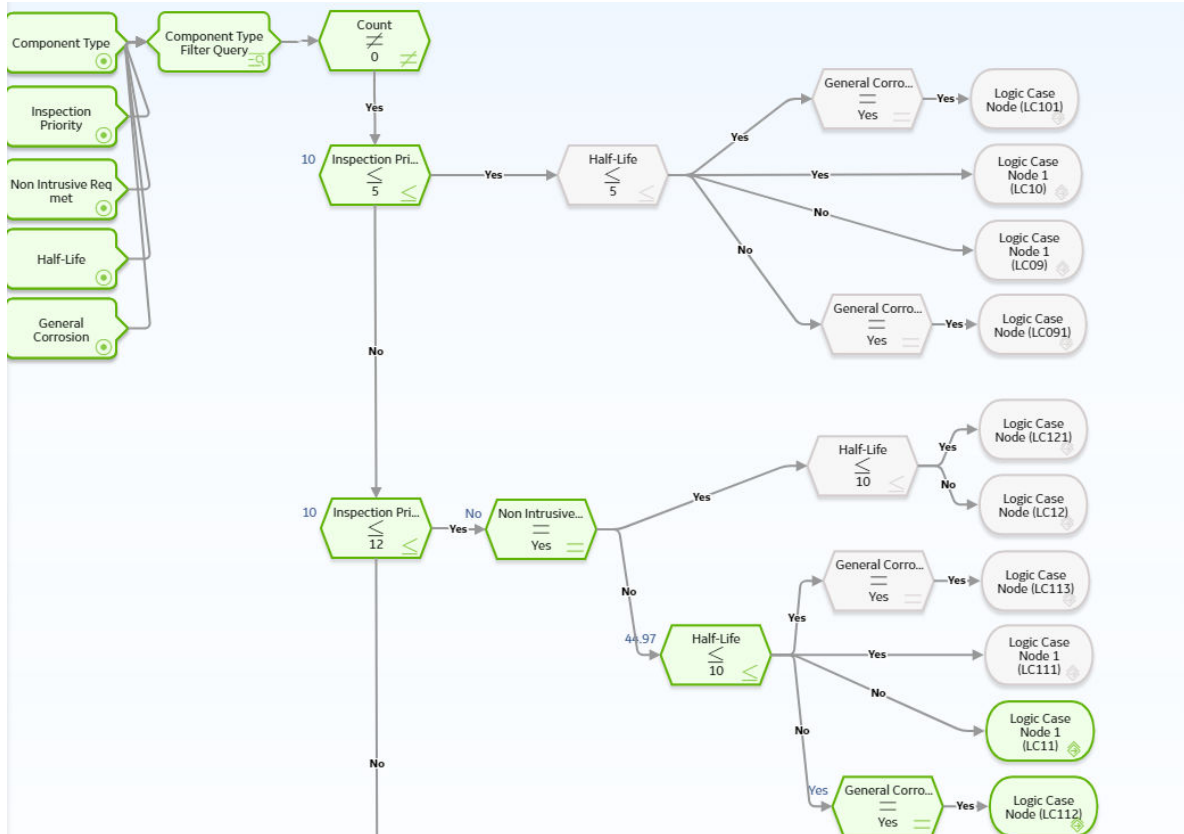 Component Type
Component Type
Filter Query
Count
≠
0
Inspection
Priority
Non Intrusive Req
met
Half-Life
General
Corrosion
Yes
10
Inspection Pri...
≤
5
Yes
Half-Life
≤
5
Yes
General Corro...
=
Yes
Yes
Logic Case
Node (LC101)
Yes
Logic Case
Node 1
(LC10)
No
Logic Case
Node 1
(LC09)
No
General Corro...
=
Yes
Yes
Logic Case
Node (LC091)
No
10
Inspection Pri...
≤
12
Yes
No
Non Intrusive...
=
Yes
Yes
Half-Life
≤
10
Yes
Logic Case
Node (LC121)
No
Logic Case
Node (LC12)
No
44.97
Half-Life
≤
10
Yes
General Corro...
=
Yes
Yes
Logic Case
Node (LC113)
Yes
Logic Case
Node 1
(LC111)
No
Logic Case
Node 1
(LC11)
No
Yes
General Corro...
=
Yes
Yes
Logic Case
Node (LC112)
No